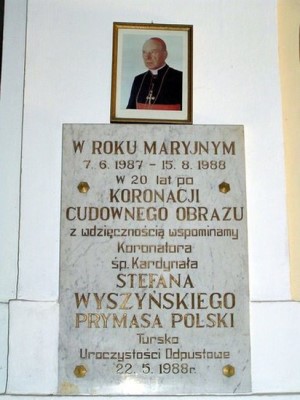 W ROKU MARYJNYM
7.6.1987 - 15.8.1988
W 20 lat po
KORONACJI
CUDOWNEGO OBRAZU
z wdzięcznością wspominamy
Koronatora
śp. Kardynała
STEFANA
WYSZYŃSKIEGO
PRYMASA POLSKI
Tursko
Uroczystości Odpustowe
22.5.1988r.